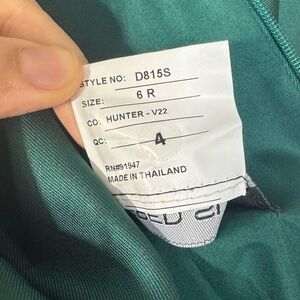 STYLE NO: D815S
SIZE: 6 R
CO: HUNTER - V22
QC: 4
RN#91947
MADE IN THAILAND